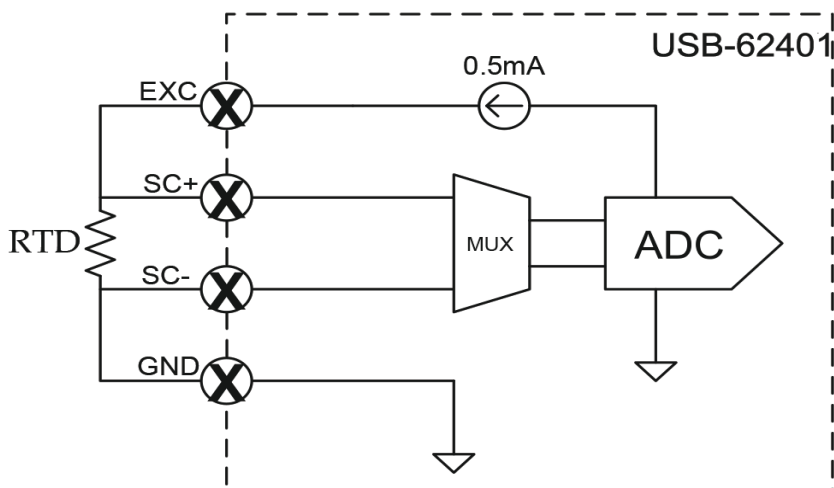 USB-62401
0.5mA
EXC
X
SC+
X
RTD
MUX
ADC
SC-
X
GND
X